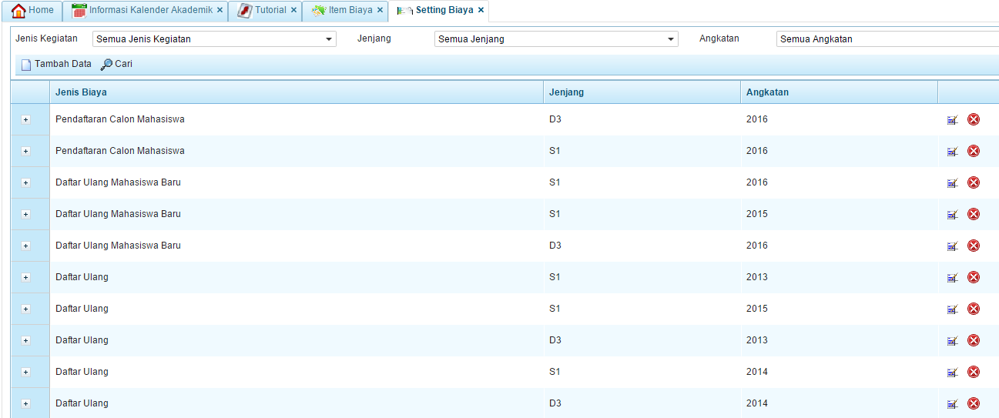 Home Informasi Kalender Akademik Tutorial Item Biaya Setting Biaya
Jenis Kegiatan Semua Jenis Kegiatan Jenjang Semua Jenjang Angkatan Semua Angkatan
Tambah Data Cari
Jenis Biaya Jenjang Angkatan
Pendaftaran Calon Mahasiswa D3 2016
Pendaftaran Calon Mahasiswa S1 2016
Daftar Ulang Mahasiswa Baru S1 2016
Daftar Ulang Mahasiswa Baru S1 2015
Daftar Ulang Mahasiswa Baru D3 2016
Daftar Ulang S1 2013
Daftar Ulang S1 2015
Daftar Ulang D3 2013
Daftar Ulang S1 2014
Daftar Ulang D3 2014